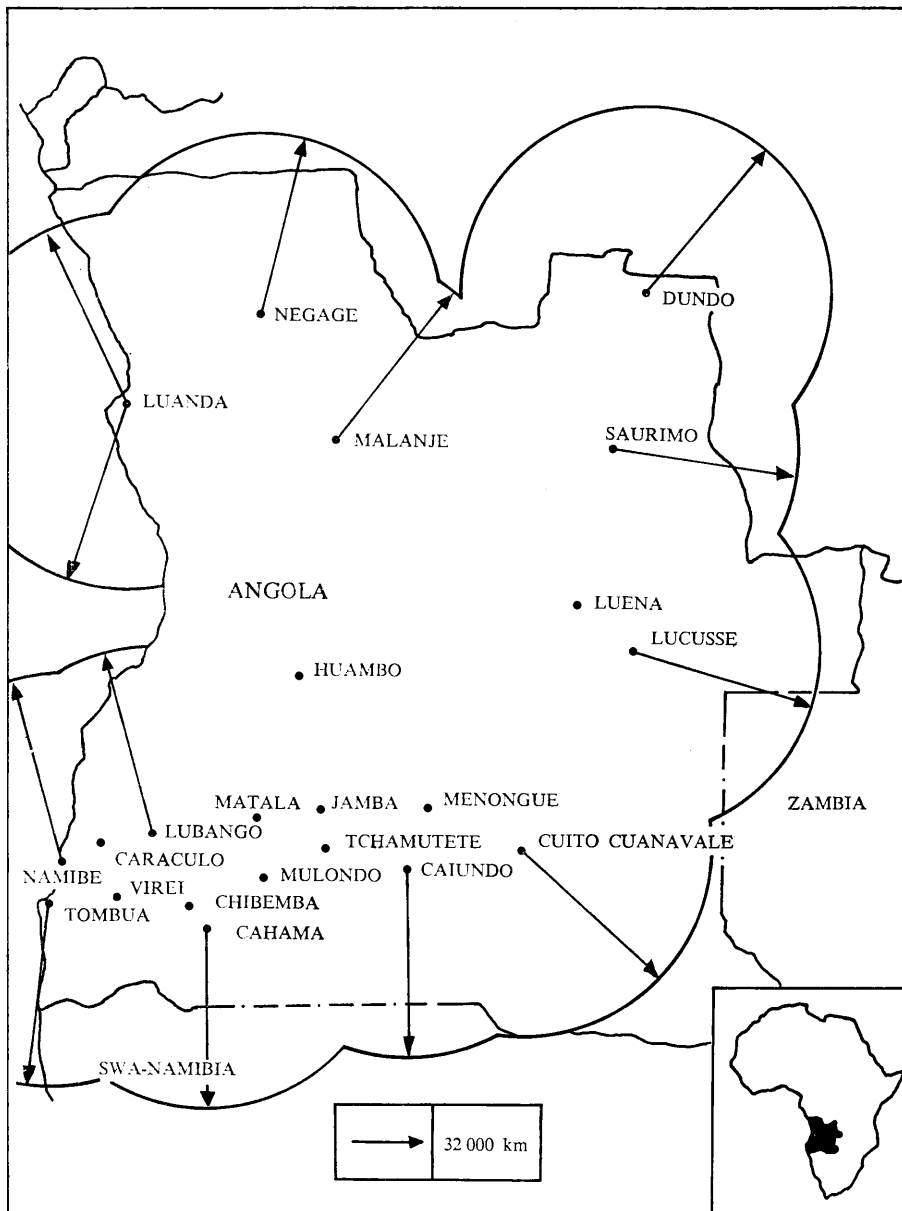 DUNDO
NEGAGE
LUANDA
MALANJE
SAURIMO
ANGOLA
LUENA
LUCUSSE
HUAMBO
MATALA
JAMBA
MENONGUE
ZAMBIA
LUBANGO
CARACULO
TCHAMUTETE
CUITO CUANAVALE
NAMIBE
VIREI
MULONDO
CAIUNDO
TOMBUA
CHIBEMBA
CAHAMA
SWA-NAMIBIA
32 000 km